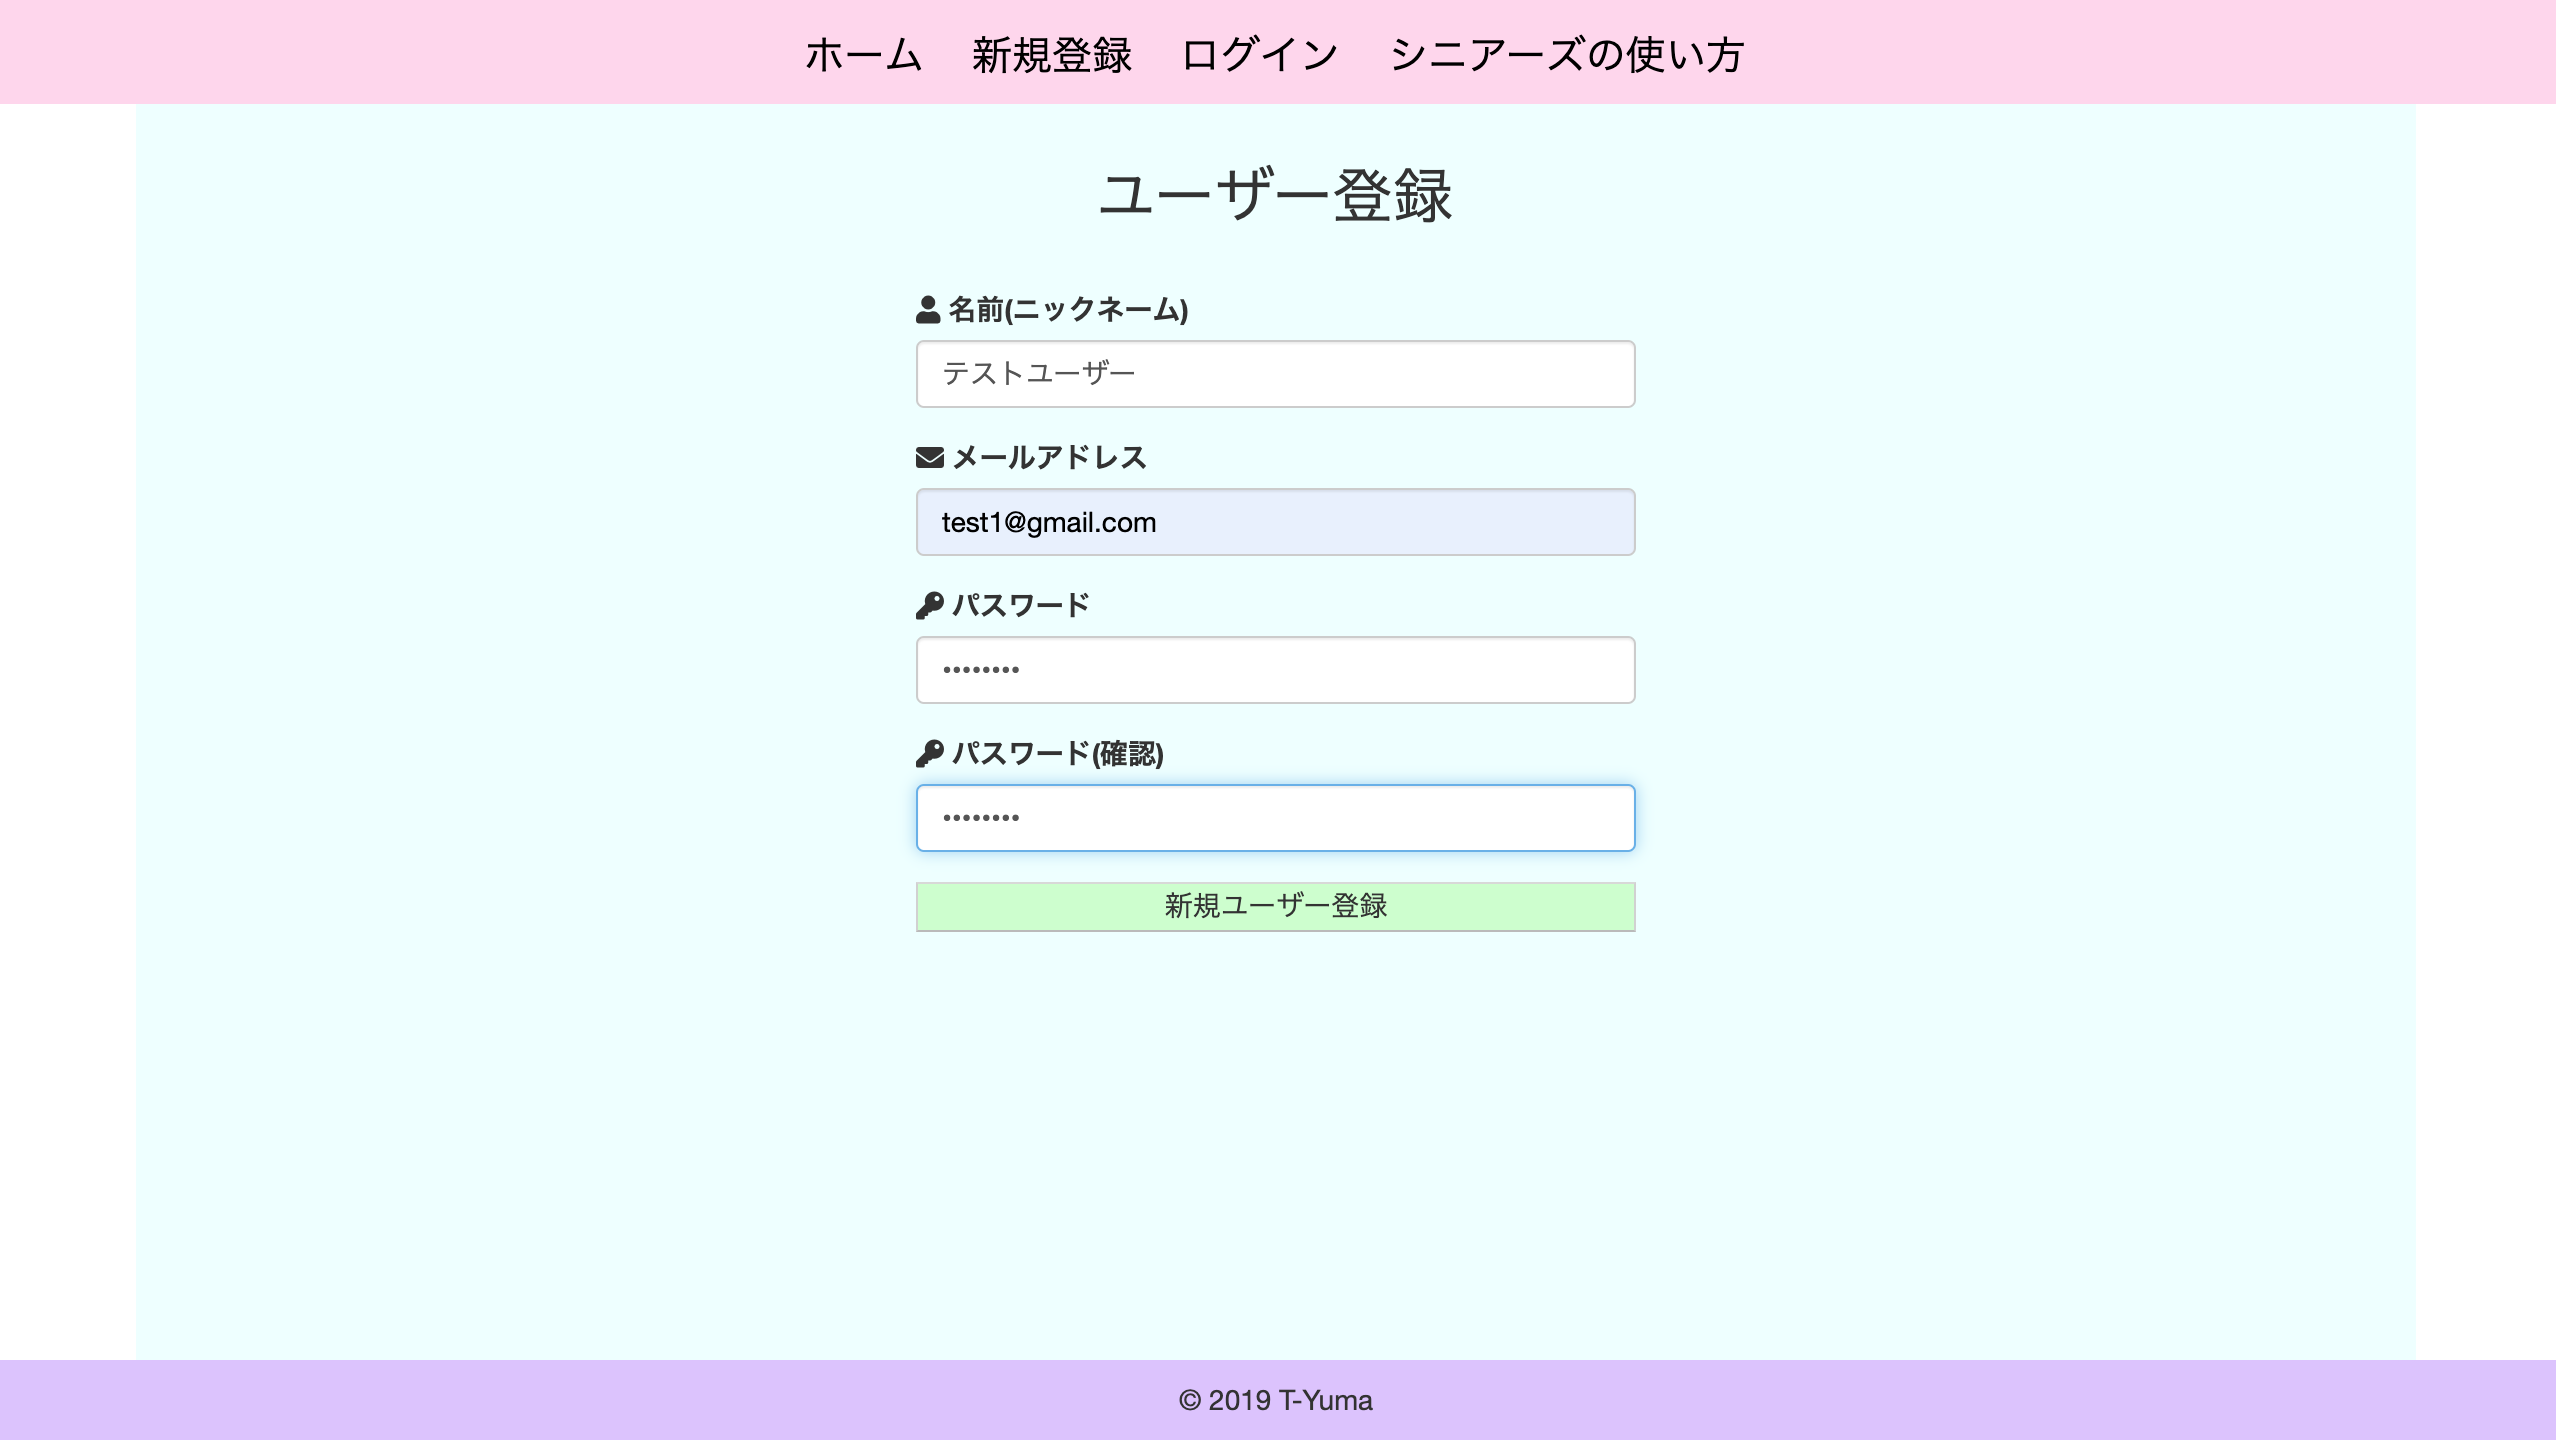 ホーム 新規登録 ログイン シニアーズの使い方
ユーザー登録
名前(ニックネーム)
テストユーザー
メールアドレス
test1@gmail.com
パスワード
••••••••
パスワード(確認)
••••••••
新規ユーザー登録
© 2019 T-Yuma